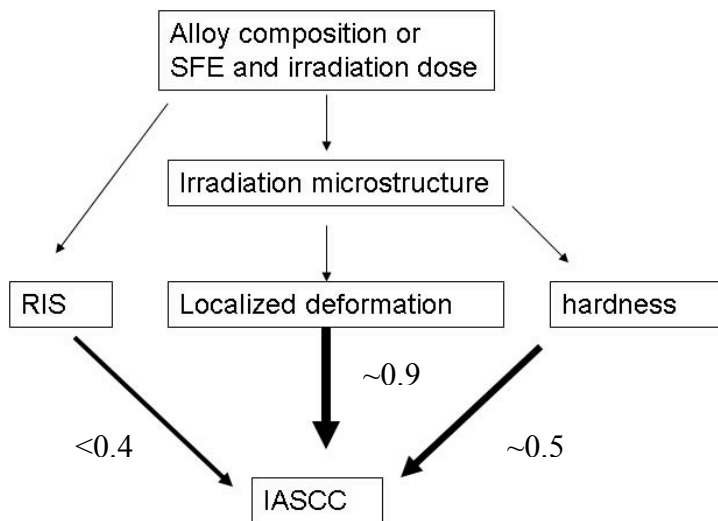 Alloy composition or
SFE and irradiation dose
Irradiation microstructure
RIS
Localized deformation
hardness
~0.9
<0.4
~0.5
IASCC